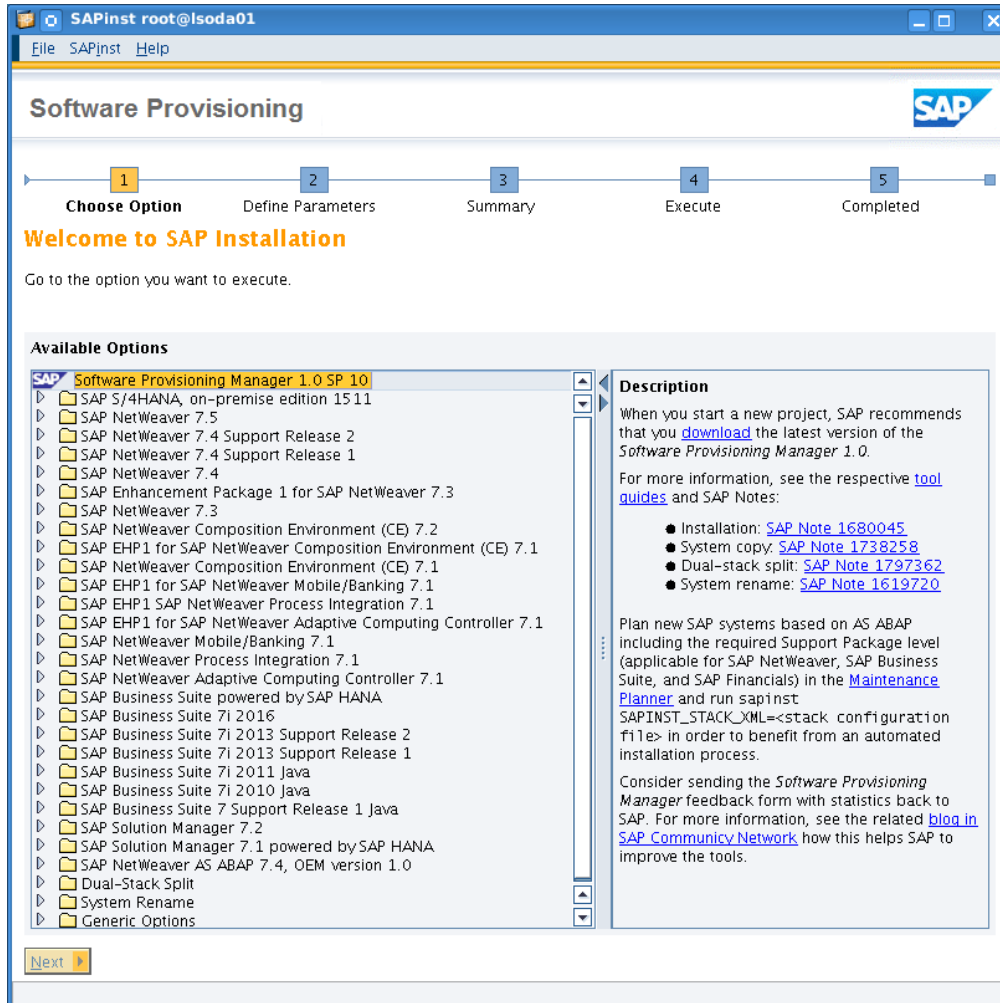 SAPinst root@lsoda01
File SAPinst Help
Software Provisioning
SAP
1 2 3 4 5
Choose Option Define Parameters Summary Execute Completed
Welcome to SAP Installation
Go to the option you want to execute.
Available Options
SAP Software Provisioning Manager 1.0 SP 10
SAP S/4HANA, on-premise edition 1511
SAP NetWeaver 7.5
SAP NetWeaver 7.4 Support Release 2
SAP NetWeaver 7.4 Support Release 1
SAP NetWeaver 7.4
SAP Enhancement Package 1 for SAP NetWeaver 7.3
SAP NetWeaver 7.3
SAP NetWeaver Composition Environment (CE) 7.2
SAP EHP1 for SAP NetWeaver Composition Environment (CE) 7.1
SAP NetWeaver Composition Environment (CE) 7.1
SAP EHP1 for SAP NetWeaver Mobile/Banking 7.1
SAP EHP1 SAP NetWeaver Process Integration 7.1
SAP EHP1 for SAP NetWeaver Adaptive Computing Controller 7.1
SAP NetWeaver Mobile/Banking 7.1
SAP NetWeaver Process Integration 7.1
SAP NetWeaver Adaptive Computing Controller 7.1
SAP Business Suite powered by SAP HANA
SAP Business Suite 7i 2016
SAP Business Suite 7i 2013 Support Release 2
SAP Business Suite 7i 2013 Support Release 1
SAP Business Suite 7i 2011 Java
SAP Business Suite 7i 2010 Java
SAP Business Suite 7 Support Release 1 Java
SAP Solution Manager 7.2
SAP Solution Manager 7.1 powered by SAP HANA
SAP NetWeaver AS ABAP 7.4, OEM version 1.0
Dual-Stack Split
System Rename
Generic Options
Description
When you start a new project, SAP recommends
that you download the latest version of the
Software Provisioning Manager 1.0.
For more information, see the respective tool
guides and SAP Notes:
● Installation: SAP Note 1680045
● System copy: SAP Note 1738258
● Dual-stack split: SAP Note 1797362
● System rename: SAP Note 1619720
Plan new SAP systems based on AS ABAP
including the required Support Package level
(applicable for SAP NetWeaver, SAP Business
Suite, and SAP Financials) in the Maintenance
Planner and run sapinst
SAPINST_STACK_XML=<stack configuration
file> in order to benefit from an automated
installation process.
Consider sending the Software Provisioning
Manager feedback form with statistics back to
SAP. For more information, see the related blog in
SAP Communicy Network how this helps SAP to
improve the tools.
Next